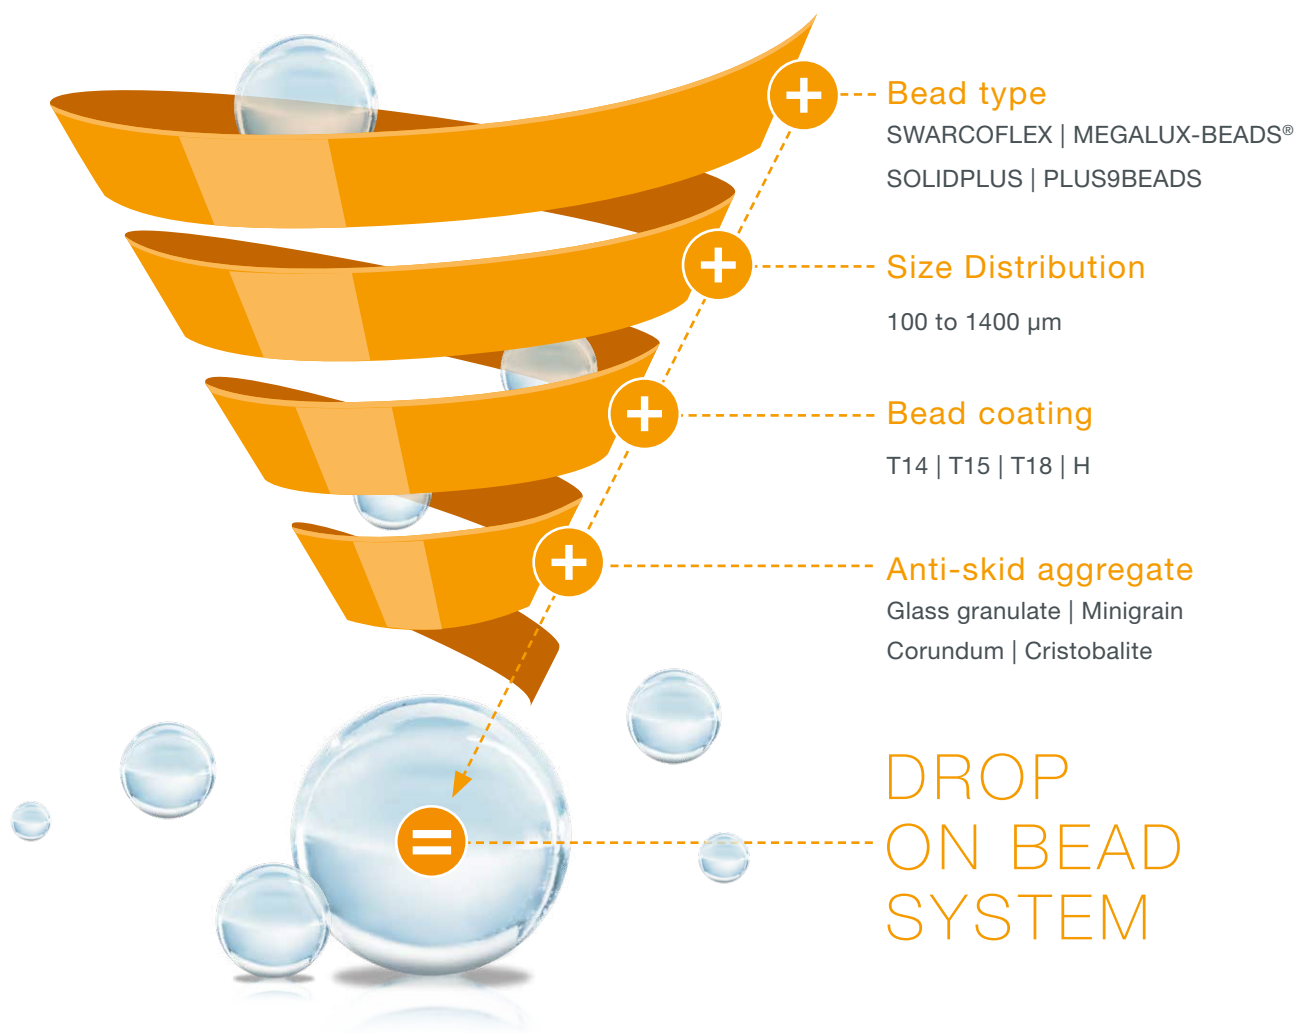 Bead type
SWARCOFLEX | MEGALUX-BEADS®
SOLIDPLUS | PLUS9BEADS
Size Distribution
100 to 1400 µm
Bead coating
T14 | T15 | T18 | H
Anti-skid aggregate
Glass granulate | Minigrain
Corundum | Cristobalite
DROP
ON BEAD
SYSTEM